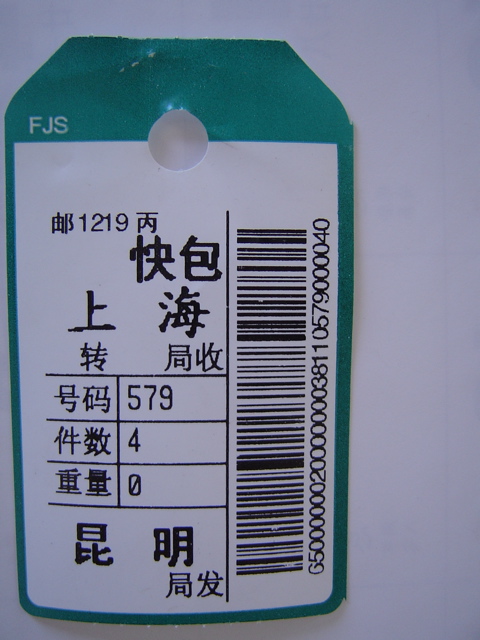 FJS
邮1219丙
快包
上 海
转 局收
号码 579
件数 4
重量 0
昆 明
局发